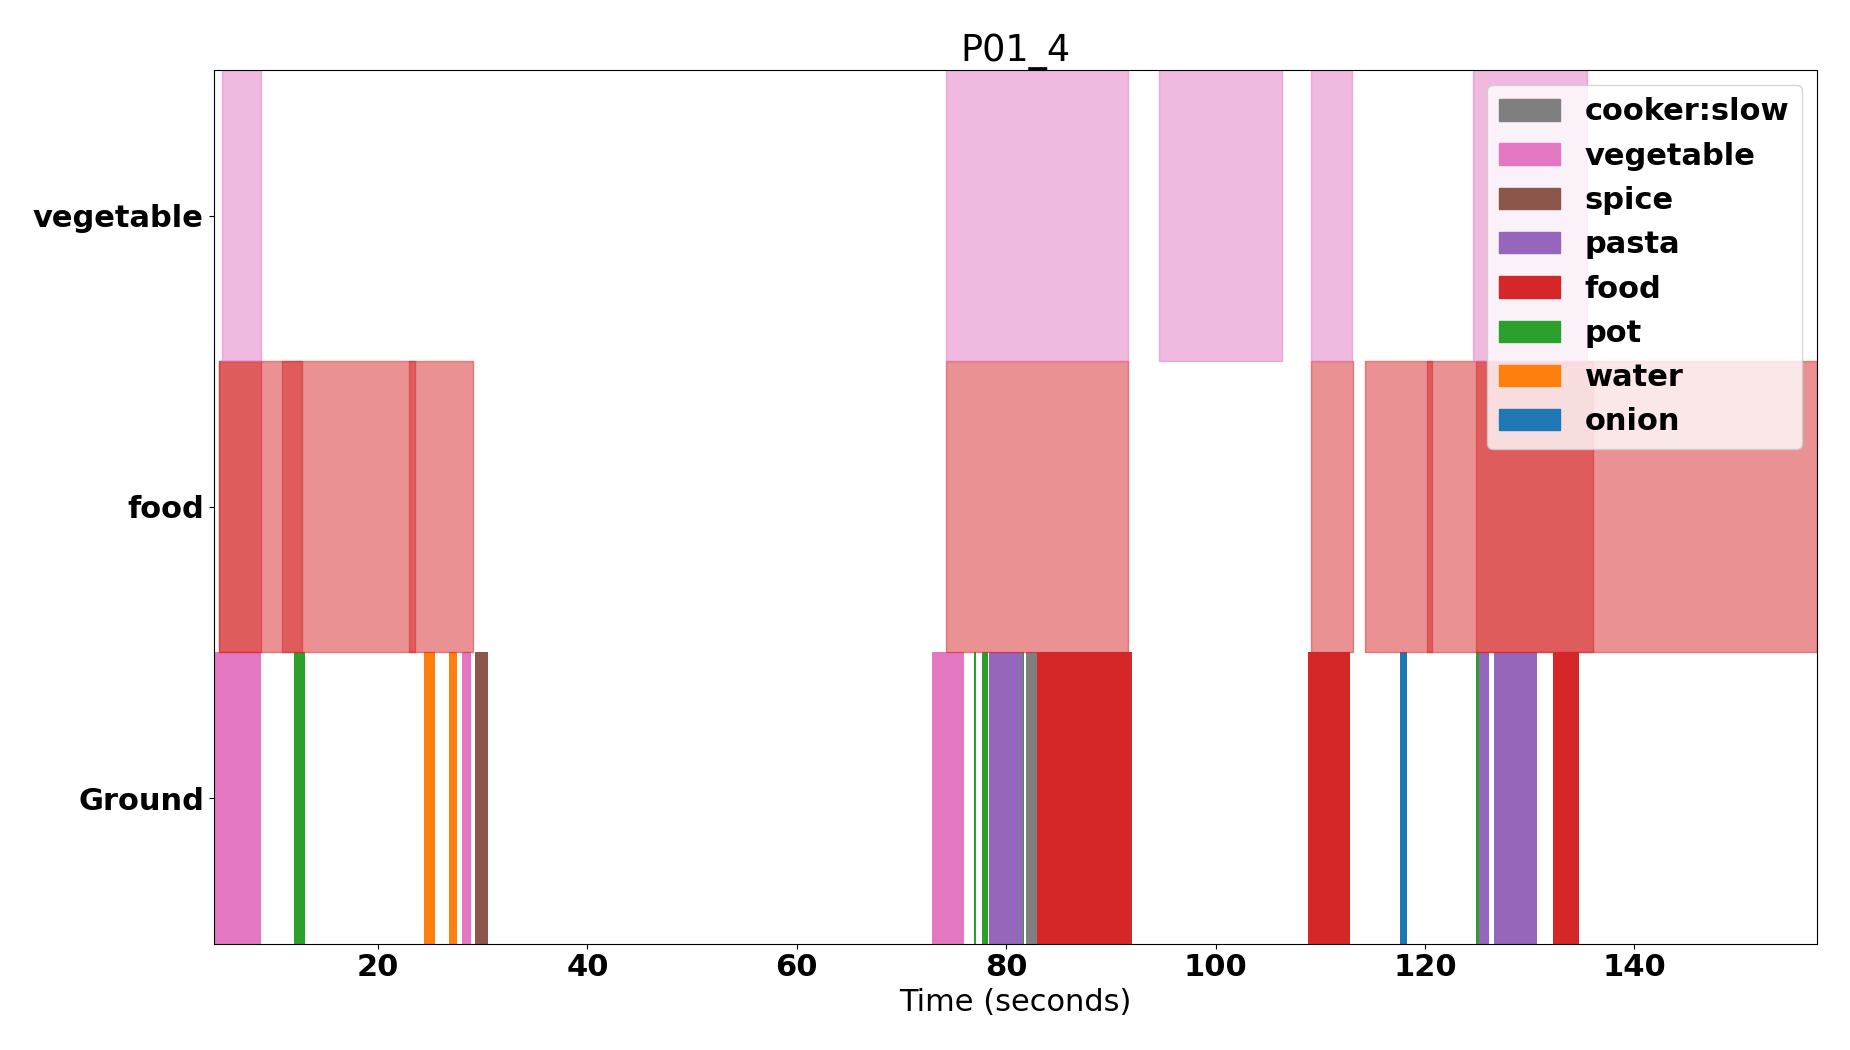 P01_4
cooker:slow
vegetable
spice
pasta
food
pot
water
onion
vegetable
food
Ground
20 40 60 80 100 120 140
Time (seconds)